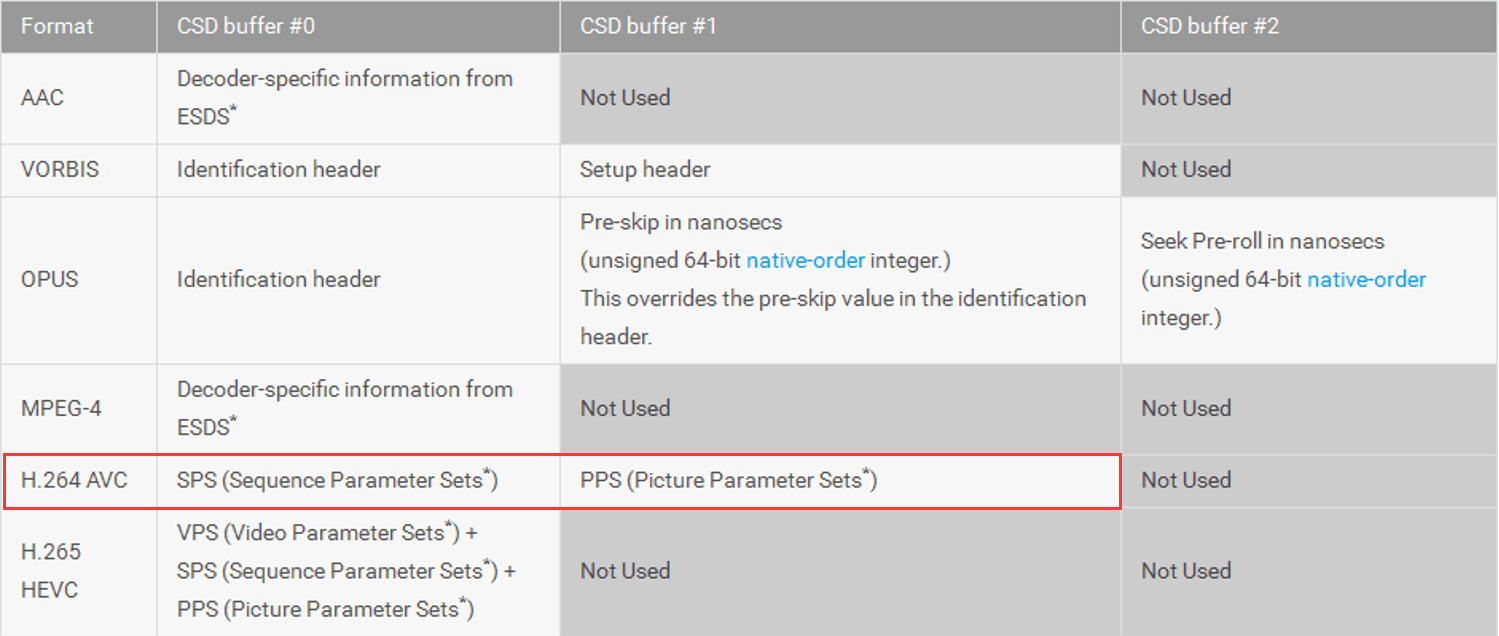 Format CSD buffer #0 CSD buffer #1 CSD buffer #2
AAC
Decoder-specific information from
ESDS*
Not Used
Not Used
VORBIS
Identification header
Setup header
Not Used
OPUS
Identification header
Pre-skip in nanosecs
(unsigned 64-bit native-order integer.)
This overrides the pre-skip value in the identification
header.
Seek Pre-roll in nanosecs
(unsigned 64-bit native-order
integer.)
MPEG-4
Decoder-specific information from
ESDS*
Not Used
Not Used
H.264 AVC
SPS (Sequence Parameter Sets*)
PPS (Picture Parameter Sets*)
Not Used
H.265
HEVC
VPS (Video Parameter Sets*) +
SPS (Sequence Parameter Sets*) +
PPS (Picture Parameter Sets*)
Not Used
Not Used